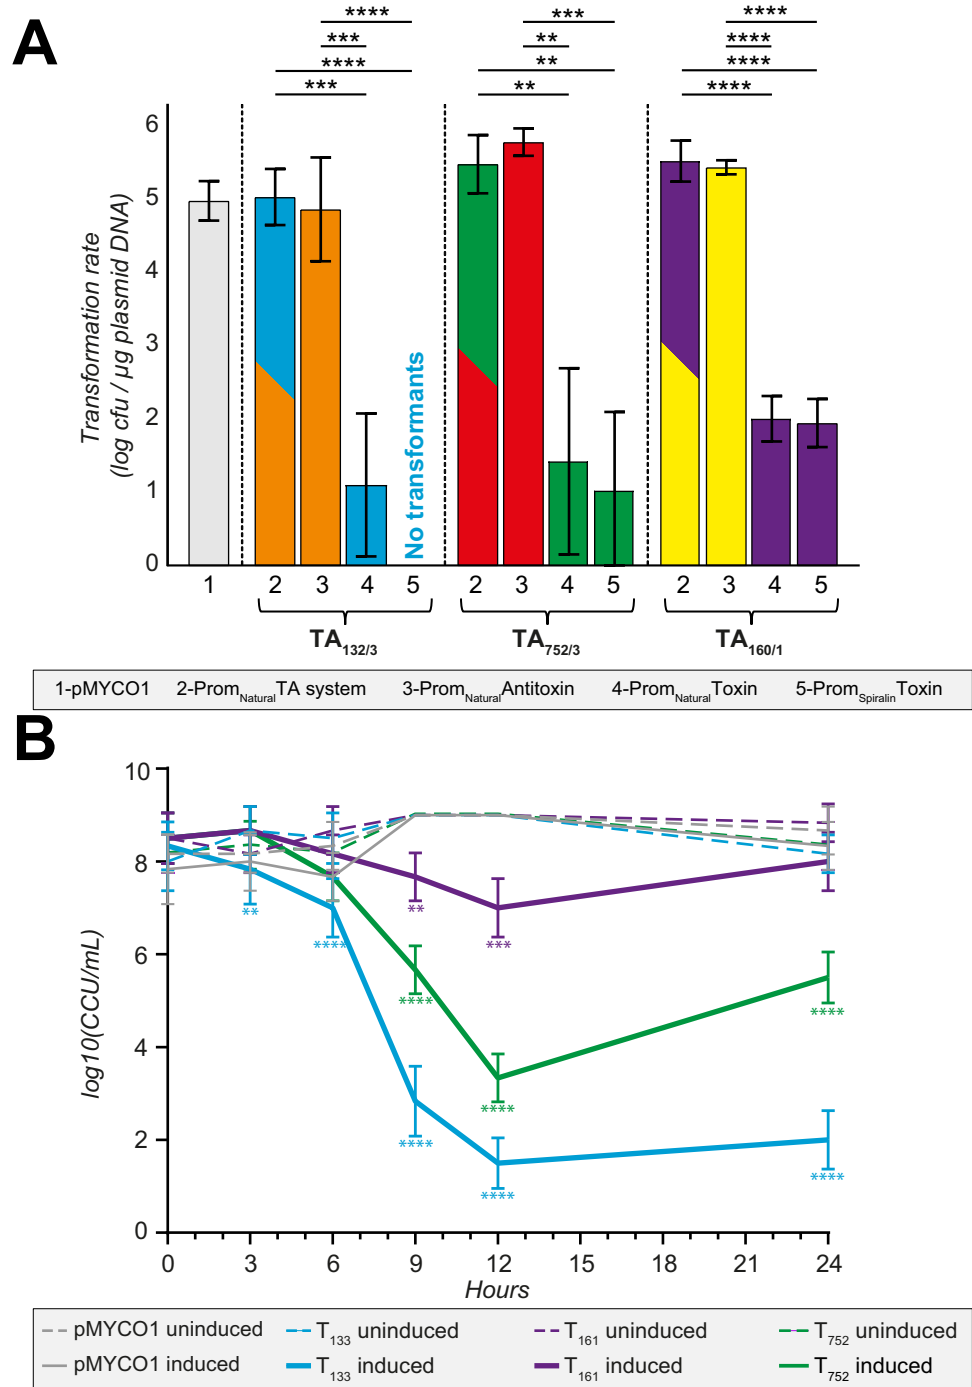 A
****
***
****
***
***
**
**
**
****
****
****
****
Transformation rate
(log cfu / µg plasmid DNA)
6
5
4
3
2
1
0
No transformants
1 2 3 4 5 2 3 4 5 2 3 4 5
TA132/3 TA752/3 TA160/1
1-pMYCO1 2-PromNaturalTA system 3-PromNaturalAntitoxin 4-PromNaturalToxin 5-PromSpiralinToxin
B
log10(CCU/mL)
10
8
6
4
2
0
** **** ** *** **** **** **** **** **** ****
0 3 6 9 12 15 18 21 24
Hours
pMYCO1 uninduced T133 uninduced T161 uninduced T752 uninduced
pMYCO1 induced T133 induced T161 induced T752 induced